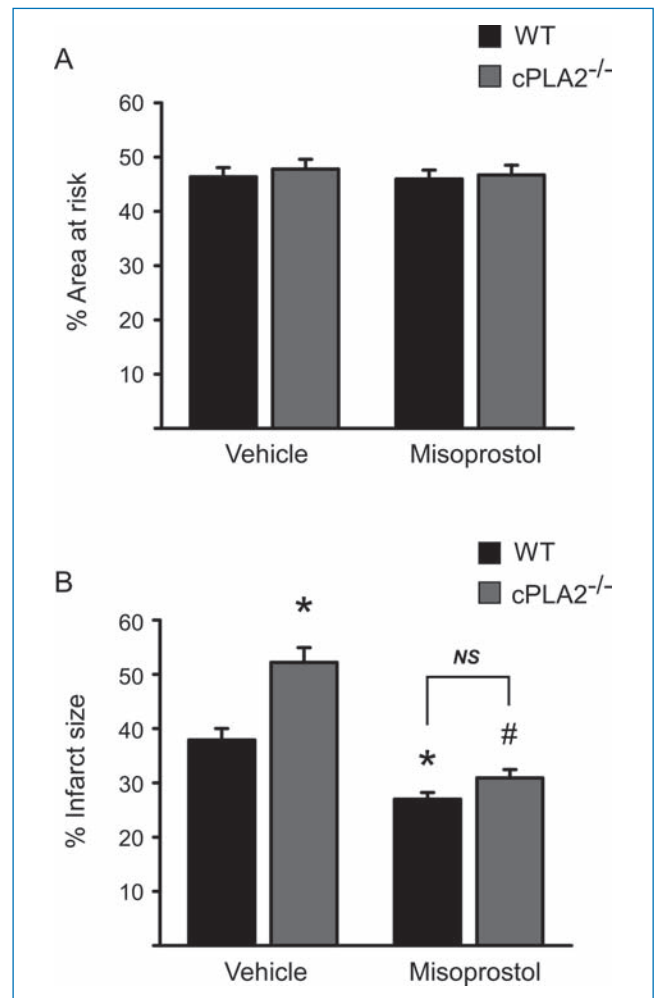 A
WT
cPLA2-/-
% Area at risk
60
50
40
30
20
10
Vehicle Misoprostol
B
WT
cPLA2-/-
% Infarct size
60
50
40
30
20
10
*
NS
*
#
Vehicle Misoprostol